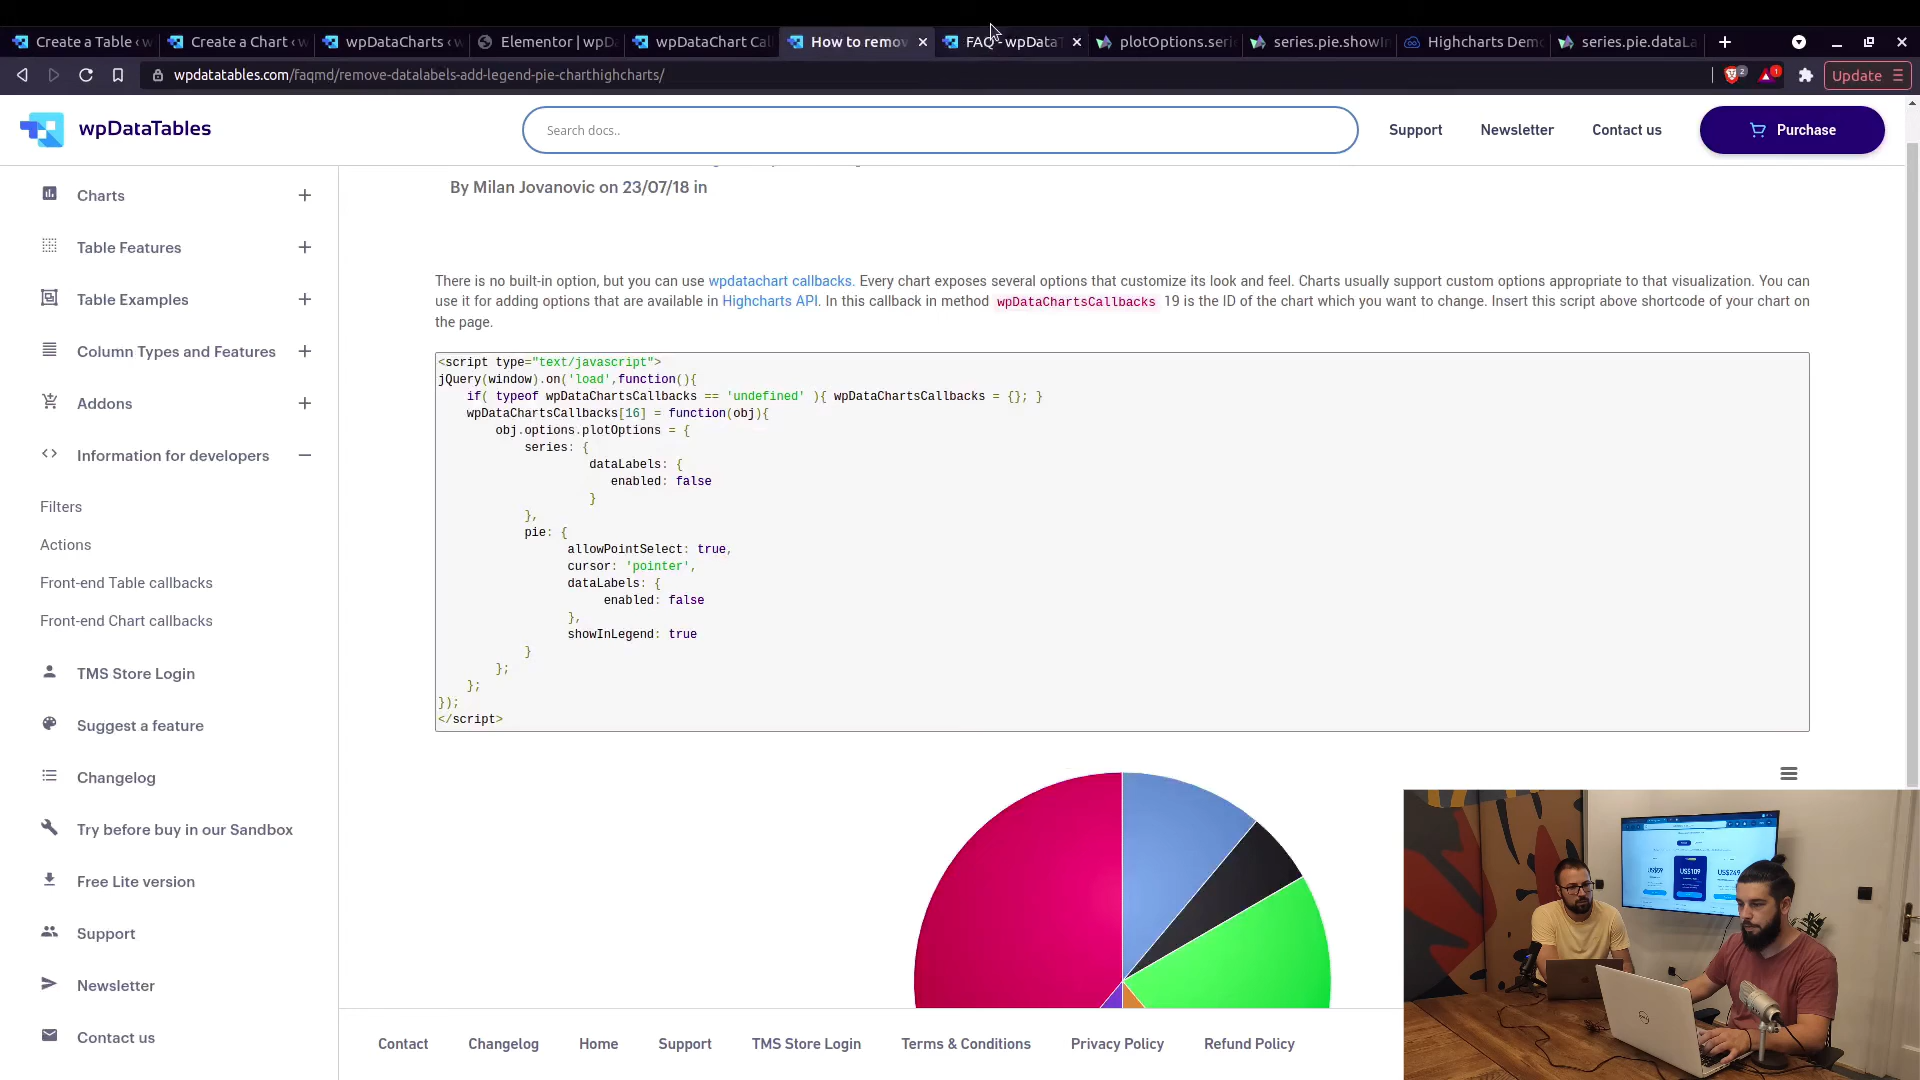 Create a Table ‹ w
Create a Chart ‹ w
wpDataCharts ‹ w
Elementor | wpD
wpDataChart Cal
How to remov
FAQ - wpDataT
plotOptions.serie
series.pie.showIn
Highcharts Demo
series.pie.dataLa
wpdatatables.com/faqmd/remove-datalabels-add-legend-pie-charthighcharts/
2
1
Update
wpDataTables
Search docs..
Support
Newsletter
Contact us
Purchase
Charts
Table Features
Table Examples
Column Types and Features
Addons
Information for developers
Filters
Actions
Front-end Table callbacks
Front-end Chart callbacks
TMS Store Login
Suggest a feature
Changelog
Try before buy in our Sandbox
Free Lite version
Support
Newsletter
Contact us
By Milan Jovanovic on 23/07/18 in
There is no built-in option, but you can use wpdatachart callbacks. Every chart exposes several options that customize its look and feel. Charts usually support custom options appropriate to that visualization. You can
use it for adding options that are available in Highcharts API. In this callback in method wpDataChartsCallbacks 19 is the ID of the chart which you want to change. Insert this script above shortcode of your chart on
the page.
<script type="text/javascript">
jQuery(window).on('load',function(){
if( typeof wpDataChartsCallbacks == 'undefined' ){ wpDataChartsCallbacks = {}; }
wpDataChartsCallbacks[16] = function(obj){
obj.options.plotOptions = {
series: {
dataLabels: {
enabled: false
}
},
pie: {
allowPointSelect: true,
cursor: 'pointer',
dataLabels: {
enabled: false
},
showInLegend: true
}
};
};
});
</script>
US$109
Contact
Changelog
Home
Support
TMS Store Login
Terms & Conditions
Privacy Policy
Refund Policy